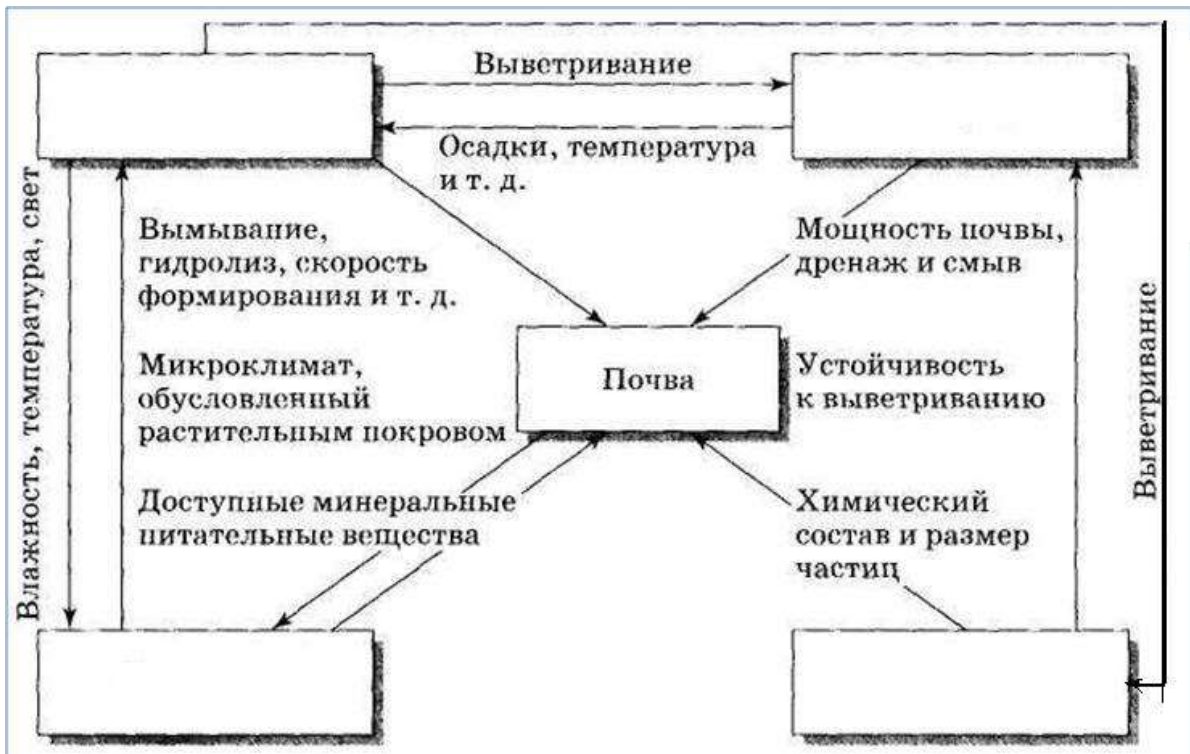 Выветривание
Осадки, температура
и т. д.
Влажность, температура, свет
Вымывание,
гидролиз, скорость
формирования и т. д.
Мощность почвы,
дренаж и смыв
Микроклимат,
обусловленный
растительным покровом
Почва
Устойчивость
к выветриванию
Выветривание
Доступные минеральные
питательные вещества
Химический
состав и размер
частиц